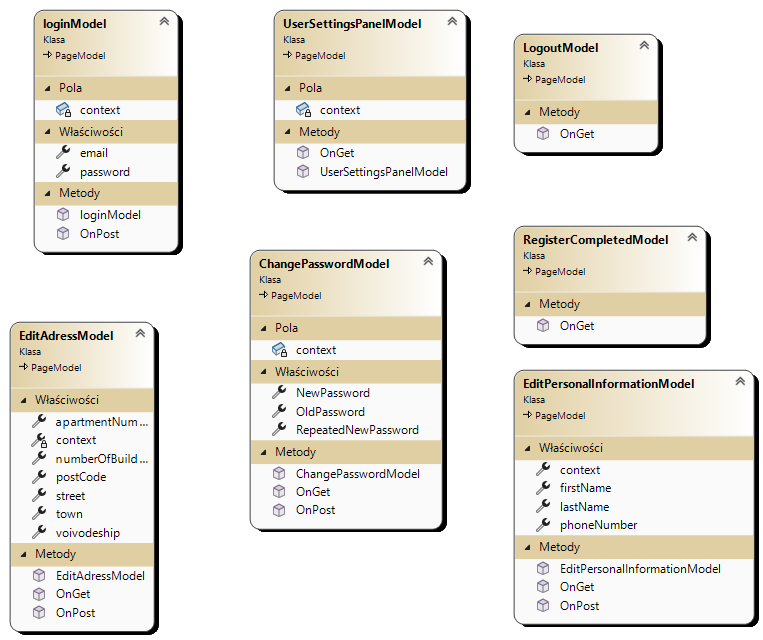 loginModel
Klasa
PageModel
Pola
context
Właściwości
email
password
Metody
loginModel
OnPost
UserSettingsPanelModel
Klasa
PageModel
Pola
context
Metody
OnGet
UserSettingsPanelModel
LogoutModel
Klasa
PageModel
Metody
OnGet
RegisterCompletedModel
Klasa
PageModel
Metody
OnGet
ChangePasswordModel
Klasa
PageModel
Pola
context
Właściwości
NewPassword
OldPassword
RepeatedNewPassword
Metody
ChangePasswordModel
OnGet
OnPost
EditAdressModel
Klasa
PageModel
Właściwości
apartmentNum...
context
numberOfBuild...
postCode
street
town
voivodeship
Metody
EditAdressModel
OnGet
OnPost
EditPersonalInformationModel
Klasa
PageModel
Właściwości
context
firstName
lastName
phoneNumber
Metody
EditPersonalInformationModel
OnGet
OnPost